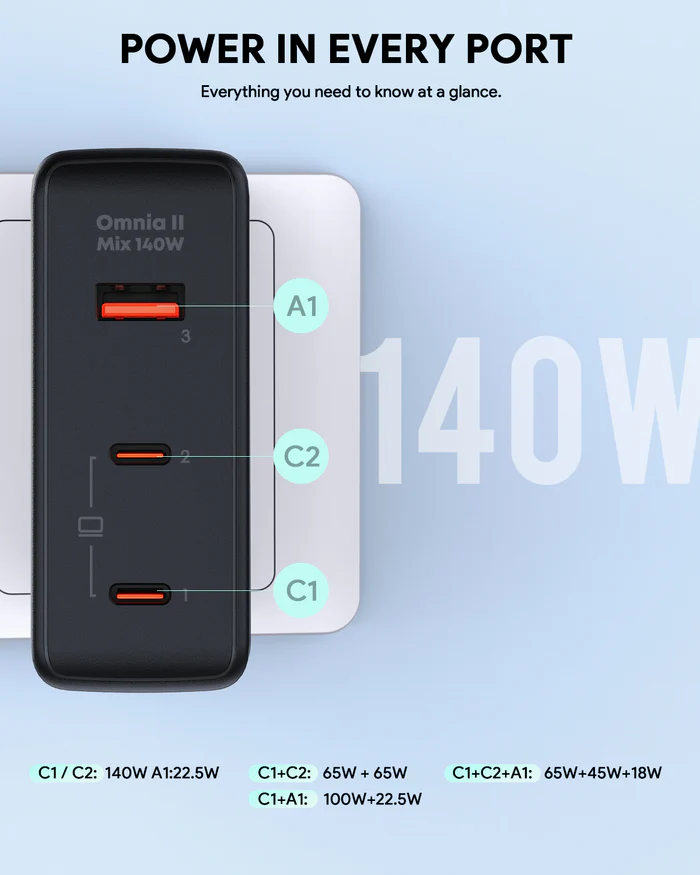 POWER IN EVERY PORT
Everything you need to know at a glance.
Omnia II
Mix 140W
A1
3
140W
C2
2
C1
1
C1 / C2: 140W A1:22.5W
C1+C2: 65W + 65W
C1+C2+A1: 65W+45W+18W
C1+A1: 100W+22.5W